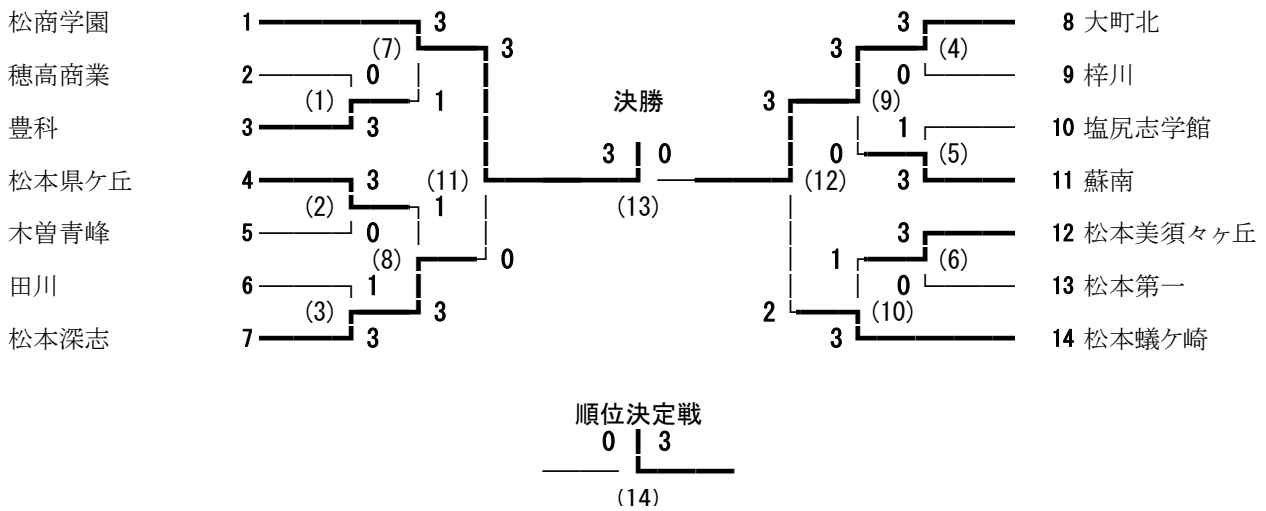 松商学園 1 3 3 8 大町北
(7) 3 3 (4)
穂高商業 2 0 0 9 梓川
(1) 1 決勝 3 (9)
豊科 3 3 1 10 塩尻志学館
3 0 0 (5)
松本県ケ丘 4 3 (11) (12) 3 11 蘇南
(2) 1 (13)
木曽青峰 5 0 3 12 松本美須々ヶ丘
(8) 0 1 (6)
田川 6 1 0 13 松本第一
(3) 3 2 (10)
松本深志 7 3 3 14 松本蟻ケ崎
順位決定戦
0 3
(14)